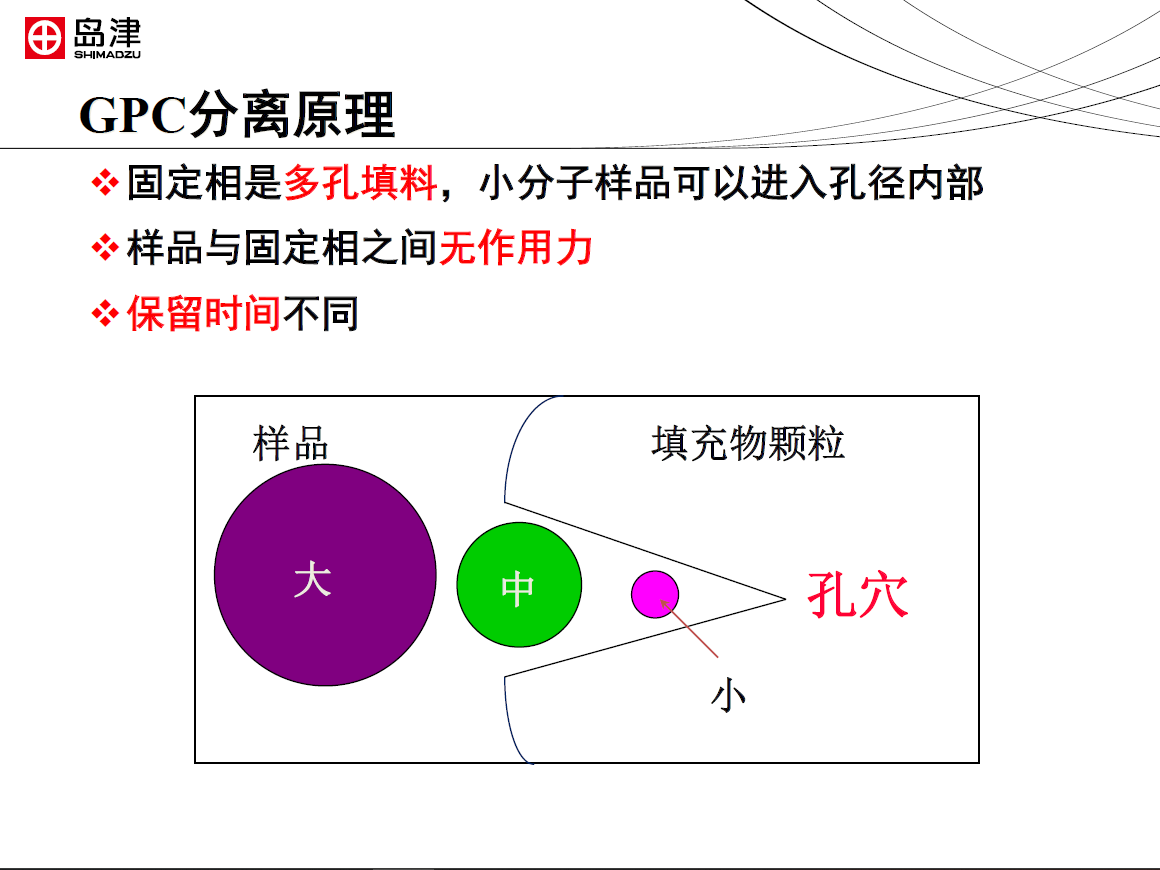 岛津
SHIMADZU
GPC分离原理
固定相是多孔填料，小分子样品可以进入孔径内部
样品与固定相之间无作用力
保留时间不同
样品
填充物颗粒
大
中
孔穴
小